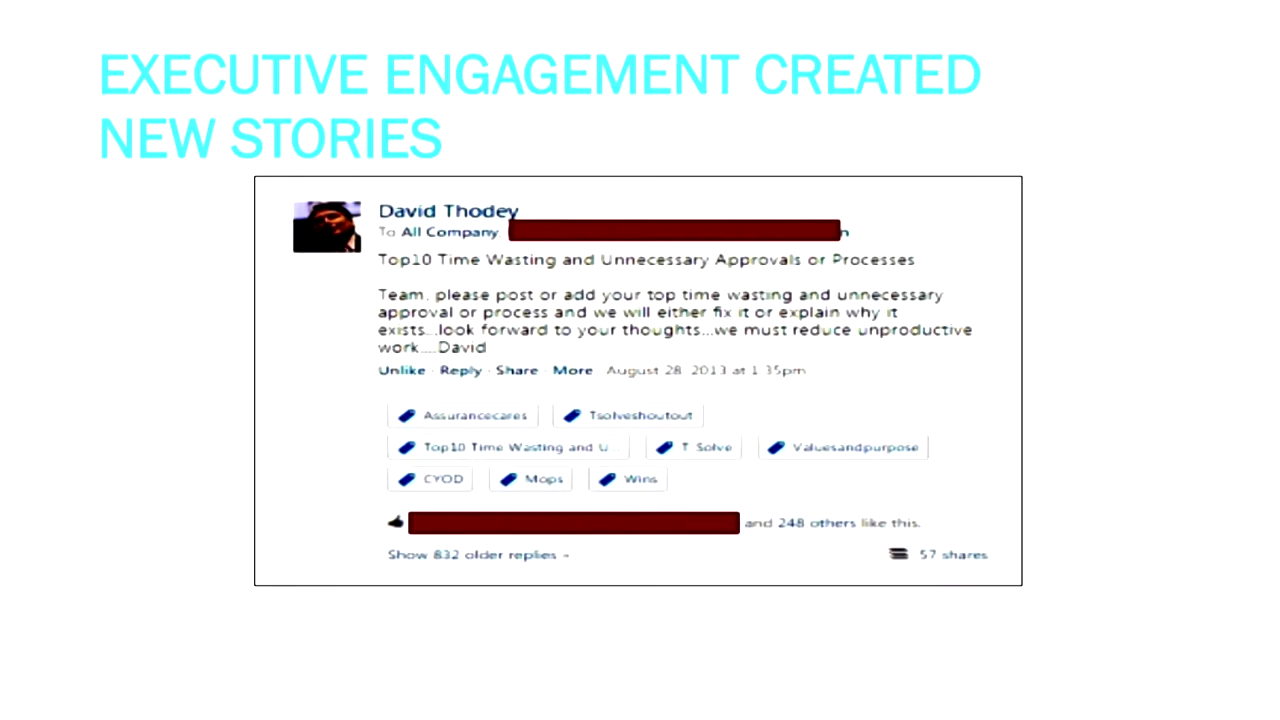 EXECUTIVE ENGAGEMENT CREATED
NEW STORIES
David Thodey
To All Company
Top10 Time Wasting and Unnecessary Approvals or Processes
Team, please post or add your top time wasting and unnecessary
approval or process and we will either fix it or explain why it
exists...look forward to your thoughts...we must reduce unproductive
work....David
Unlike · Reply · Share · More August 28, 2013 at 1:35pm
Assurancecares Tsolveshoutout
Top10 Time Wasting and U... T Solve Valuesandpurpose
CYOD Mops Wins
and 248 others like this.
Show 832 older replies
57 shares